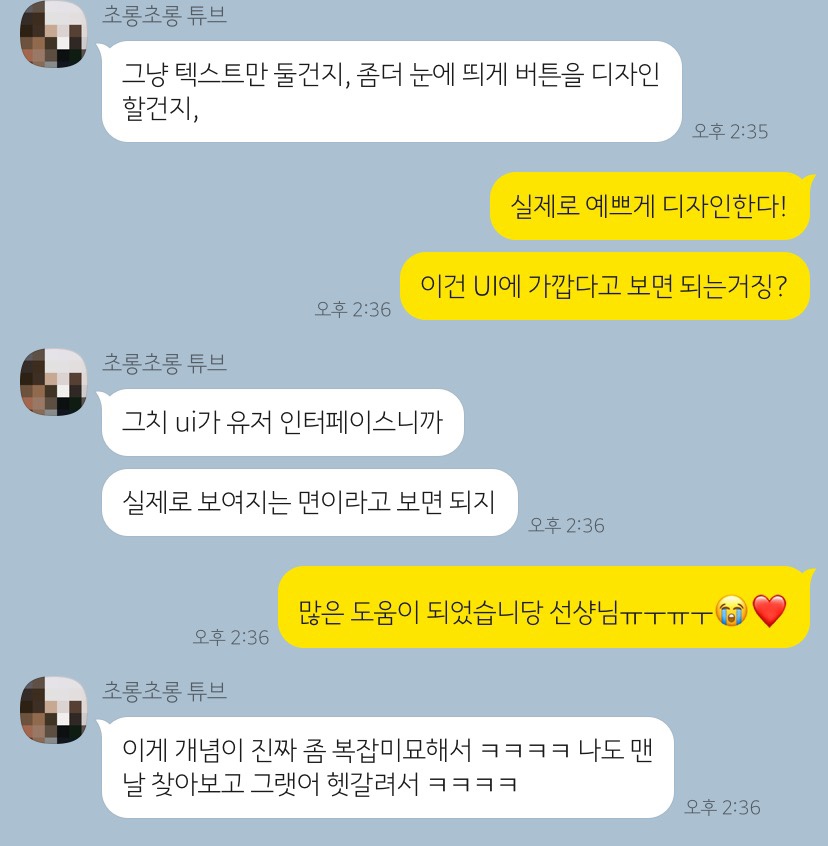 초롱초롱 튜브
그냥 텍스트만 둘건지, 좀더 눈에 띄게 버튼을 디자인
할건지,
오후 2:35
실제로 예쁘게 디자인한다!
이건 UI에 가깝다고 보면 되는거징?
오후 2:36
초롱초롱 튜브
그치 ui가 유저 인터페이스니까
실제로 보여지는 면이라고 보면 되지
오후 2:36
많은 도움이 되었습니당 선샹님ㅠㅜㅠㅜ😭❤️
오후 2:36
초롱초롱 튜브
이게 개념이 진짜 좀 복잡미묘해서 ㅋㅋㅋㅋ 나도 맨
날 찾아보고 그랫어 헷갈려서 ㅋㅋㅋㅋ
오후 2:36